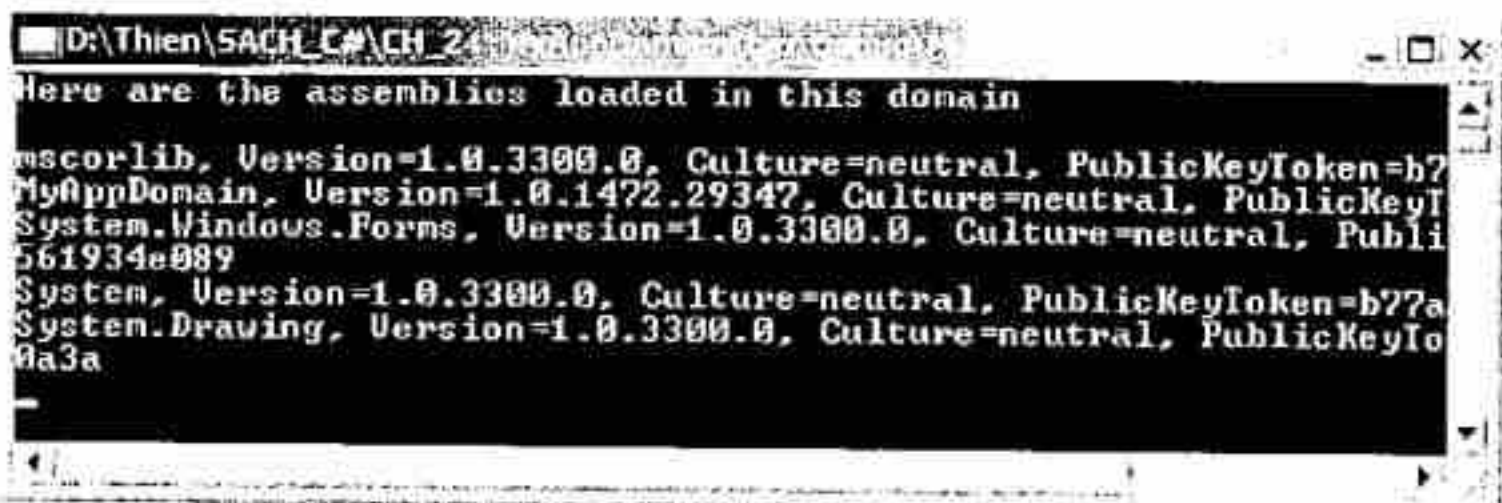 D:\Thien\SACH_C#\CH_24
Here are the assemblies loaded in this domain
mscorlib, Version=1.0.3300.0, Culture=neutral, PublicKeyToken=b7
MyAppDomain, Version=1.0.1472.29347, Culture=neutral, PublicKeyT
System.Windows.Forms, Version=1.0.3300.0, Culture=neutral, Publi
561934e089
System, Version=1.0.3300.0, Culture=neutral, PublicKeyToken=b77a
System.Drawing, Version=1.0.3300.0, Culture=neutral, PublicKeyTo
0a3a